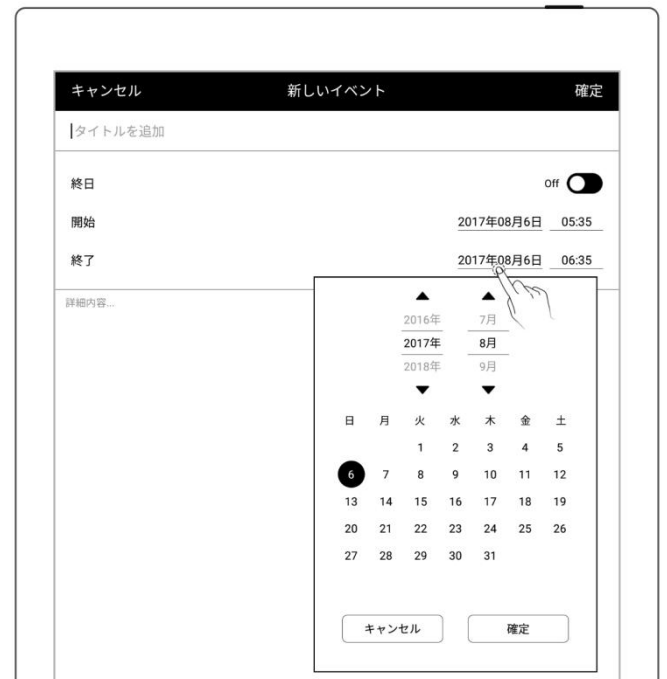 キャンセル 新しいイベント 確定
タイトルを追加
終日 Off
開始 2017年08月6日 05:35
終了 2017年08月6日 06:35
詳細内容...
2016年 7月
2017年 8月
2018年 9月
日 月 火 水 木 金 土
1 2 3 4 5
6 7 8 9 10 11 12
13 14 15 16 17 18 19
20 21 22 23 24 25 26
27 28 29 30 31
キャンセル 確定